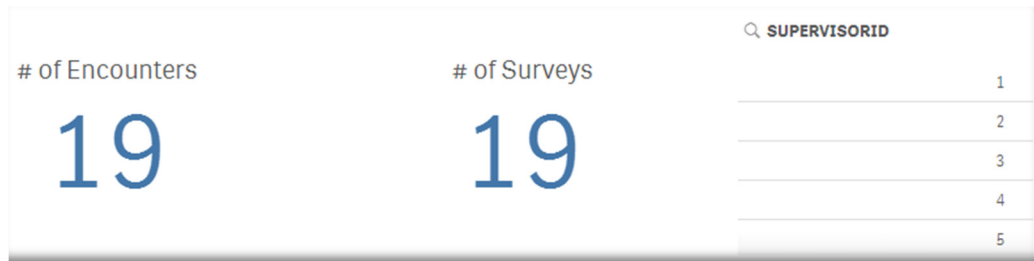 # of Encounters
19
# of Surveys
19
SUPERVISORID
1
2
3
4
5